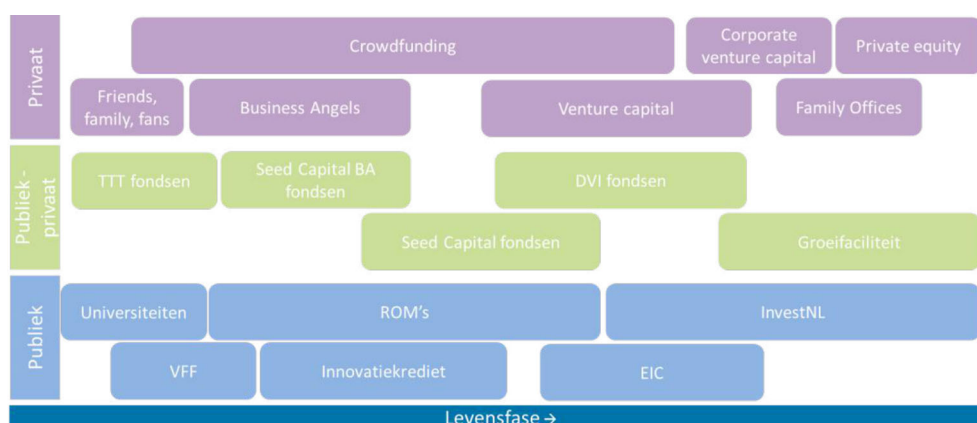 Privaat
Crowdfunding
Corporate
venture capital
Private equity
Friends,
family, fans
Business Angels
Venture capital
Family Offices
Publiek -
privaat
TTT fondsen
Seed Capital BA
fondsen
DVI fondsen
Seed Capital fondsen
Groeifaciliteit
Publiek
Universiteiten
ROM's
InvestNL
VFF
Innovatiekrediet
EIC
Levensfase →